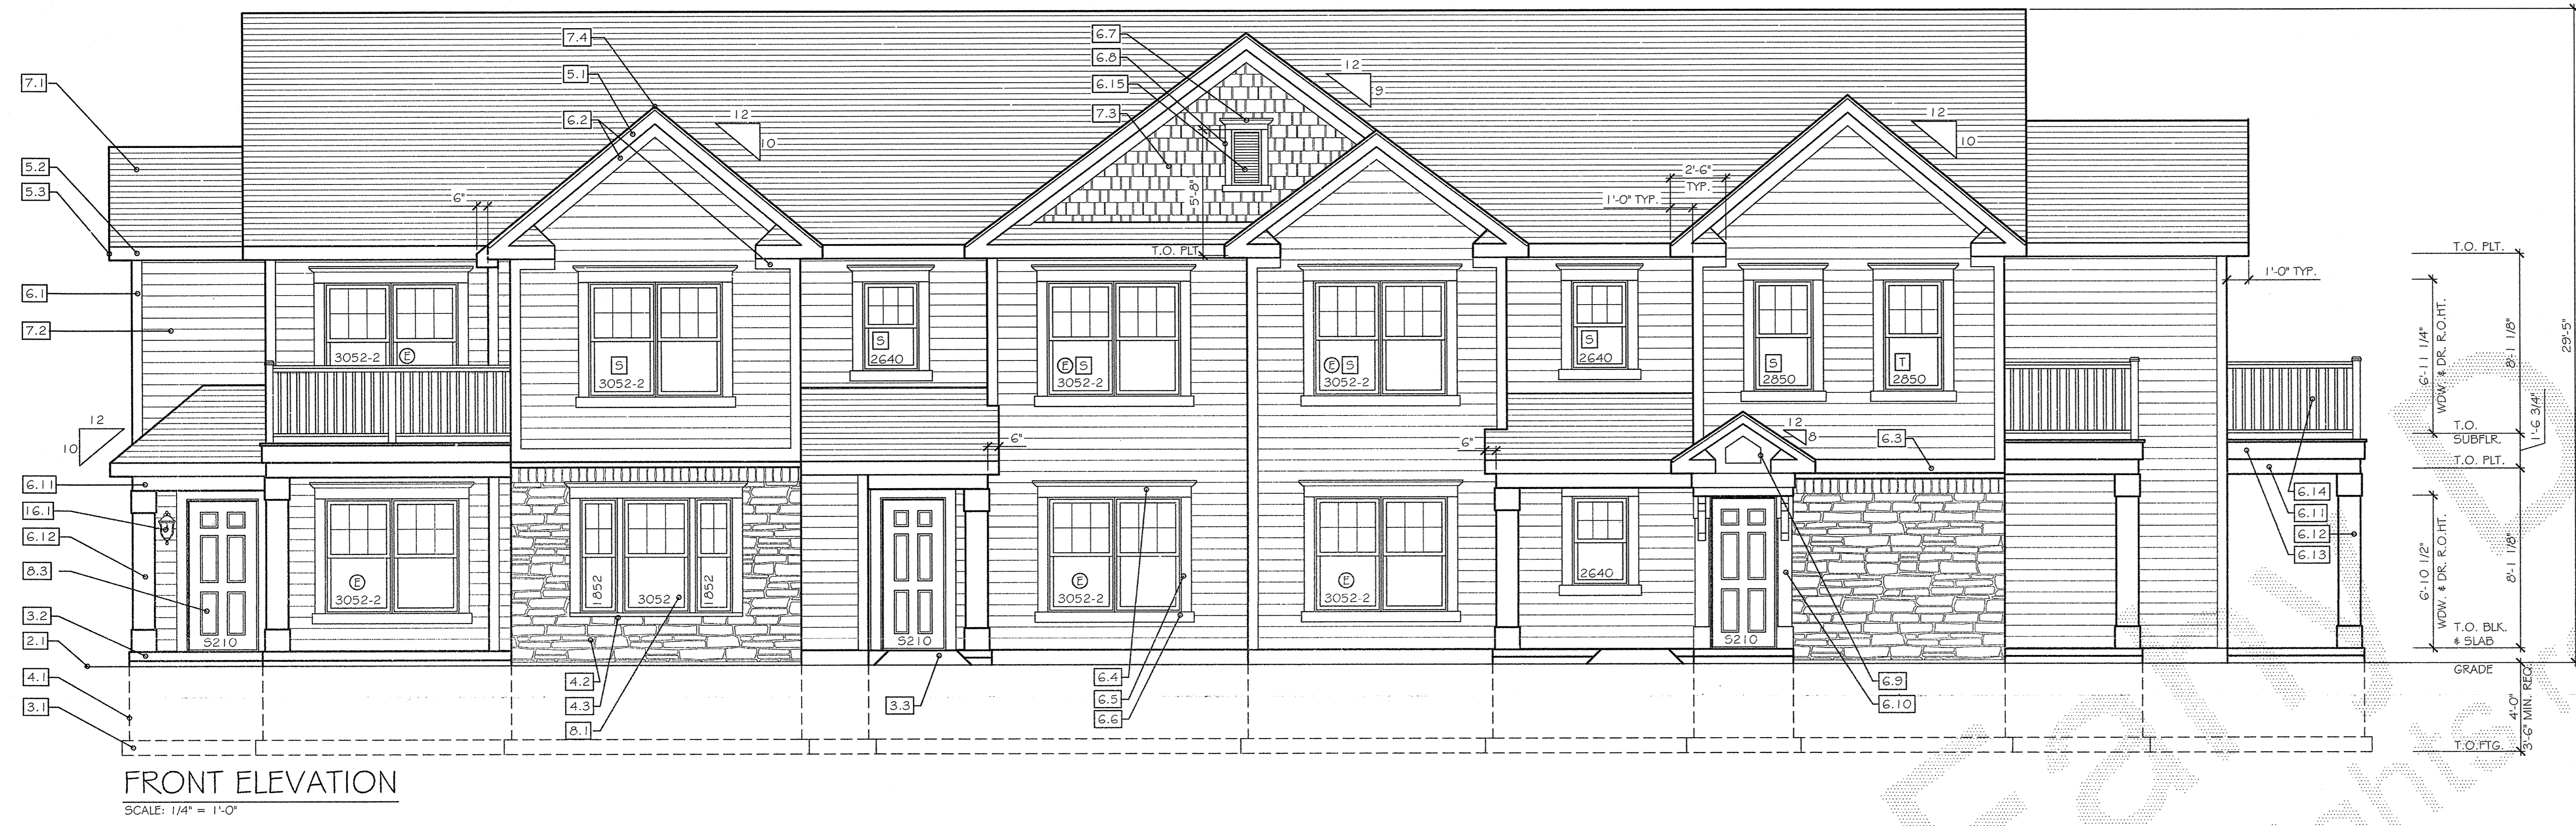 7.4
6.7
5.1
6.8
7.1
6.15
6.2
7.3
12
10
12
9
12
10
5.2
5.3
6"
5'-8"
2'-6"
TYP.
1'-0" TYP.
T.O. PLT.
T.O. PLT.
6.1
7.2
1'-0" TYP.
3052-2
E
S
3052-2
S
2640
E
S
3052-2
E
S
3052-2
S
2640
S
2850
T
2850
6'-11 1/4"
WDW. & DR. R.O.HT.
8'-1 1/8"
29'-5"
12
10
6"
6"
12
8
6.3
T.O.
SUBFLR.
1'-6 3/4"
T.O. PLT.
6.11
16.1
6.12
8.3
3.2
2.1
4.1
3.1
6.14
6.11
6.12
6.13
S210
E
3052-2
1852
3052
1852
S210
E
3052-2
E
3052-2
2640
S210
6'-10 1/2"
WDW. & DR. R.O.HT.
8'-1 1/8"
T.O. BLK.
& SLAB
GRADE
4.2
4.3
8.1
3.3
6.4
6.5
6.6
6.9
6.10
4'-0"
3'-6" MIN. REQ.
T.O.FTG.
FRONT ELEVATION
SCALE: 1/4" = 1'-0"